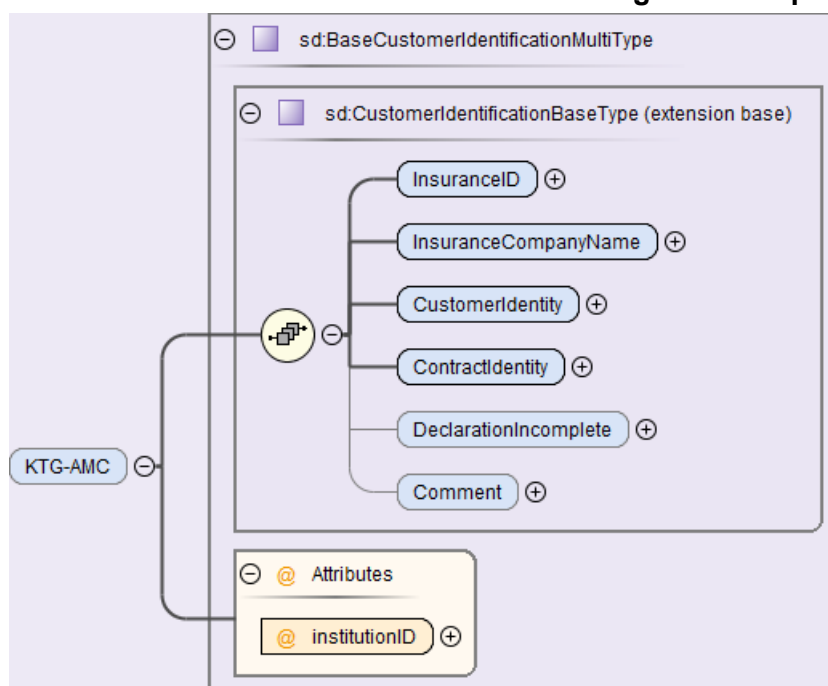 sd:BaseCustomerIdentificationMultiType
sd:CustomerIdentificationBaseType (extension base)
InsuranceID
InsuranceCompanyName
CustomerIdentity
ContractIdentity
DeclarationIncomplete
KTG-AMC
Comment
@ Attributes
@ institutionID